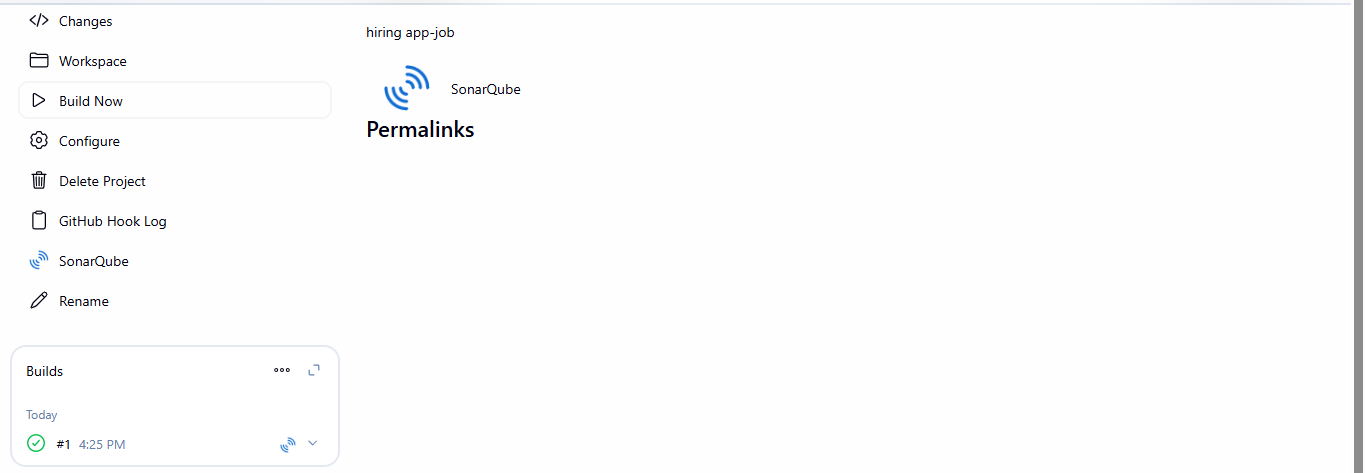 Changes
Workspace
Build Now
Configure
Delete Project
GitHub Hook Log
SonarQube
Rename
Builds
Today
#1 4:25 PM
hiring app-job
SonarQube
Permalinks